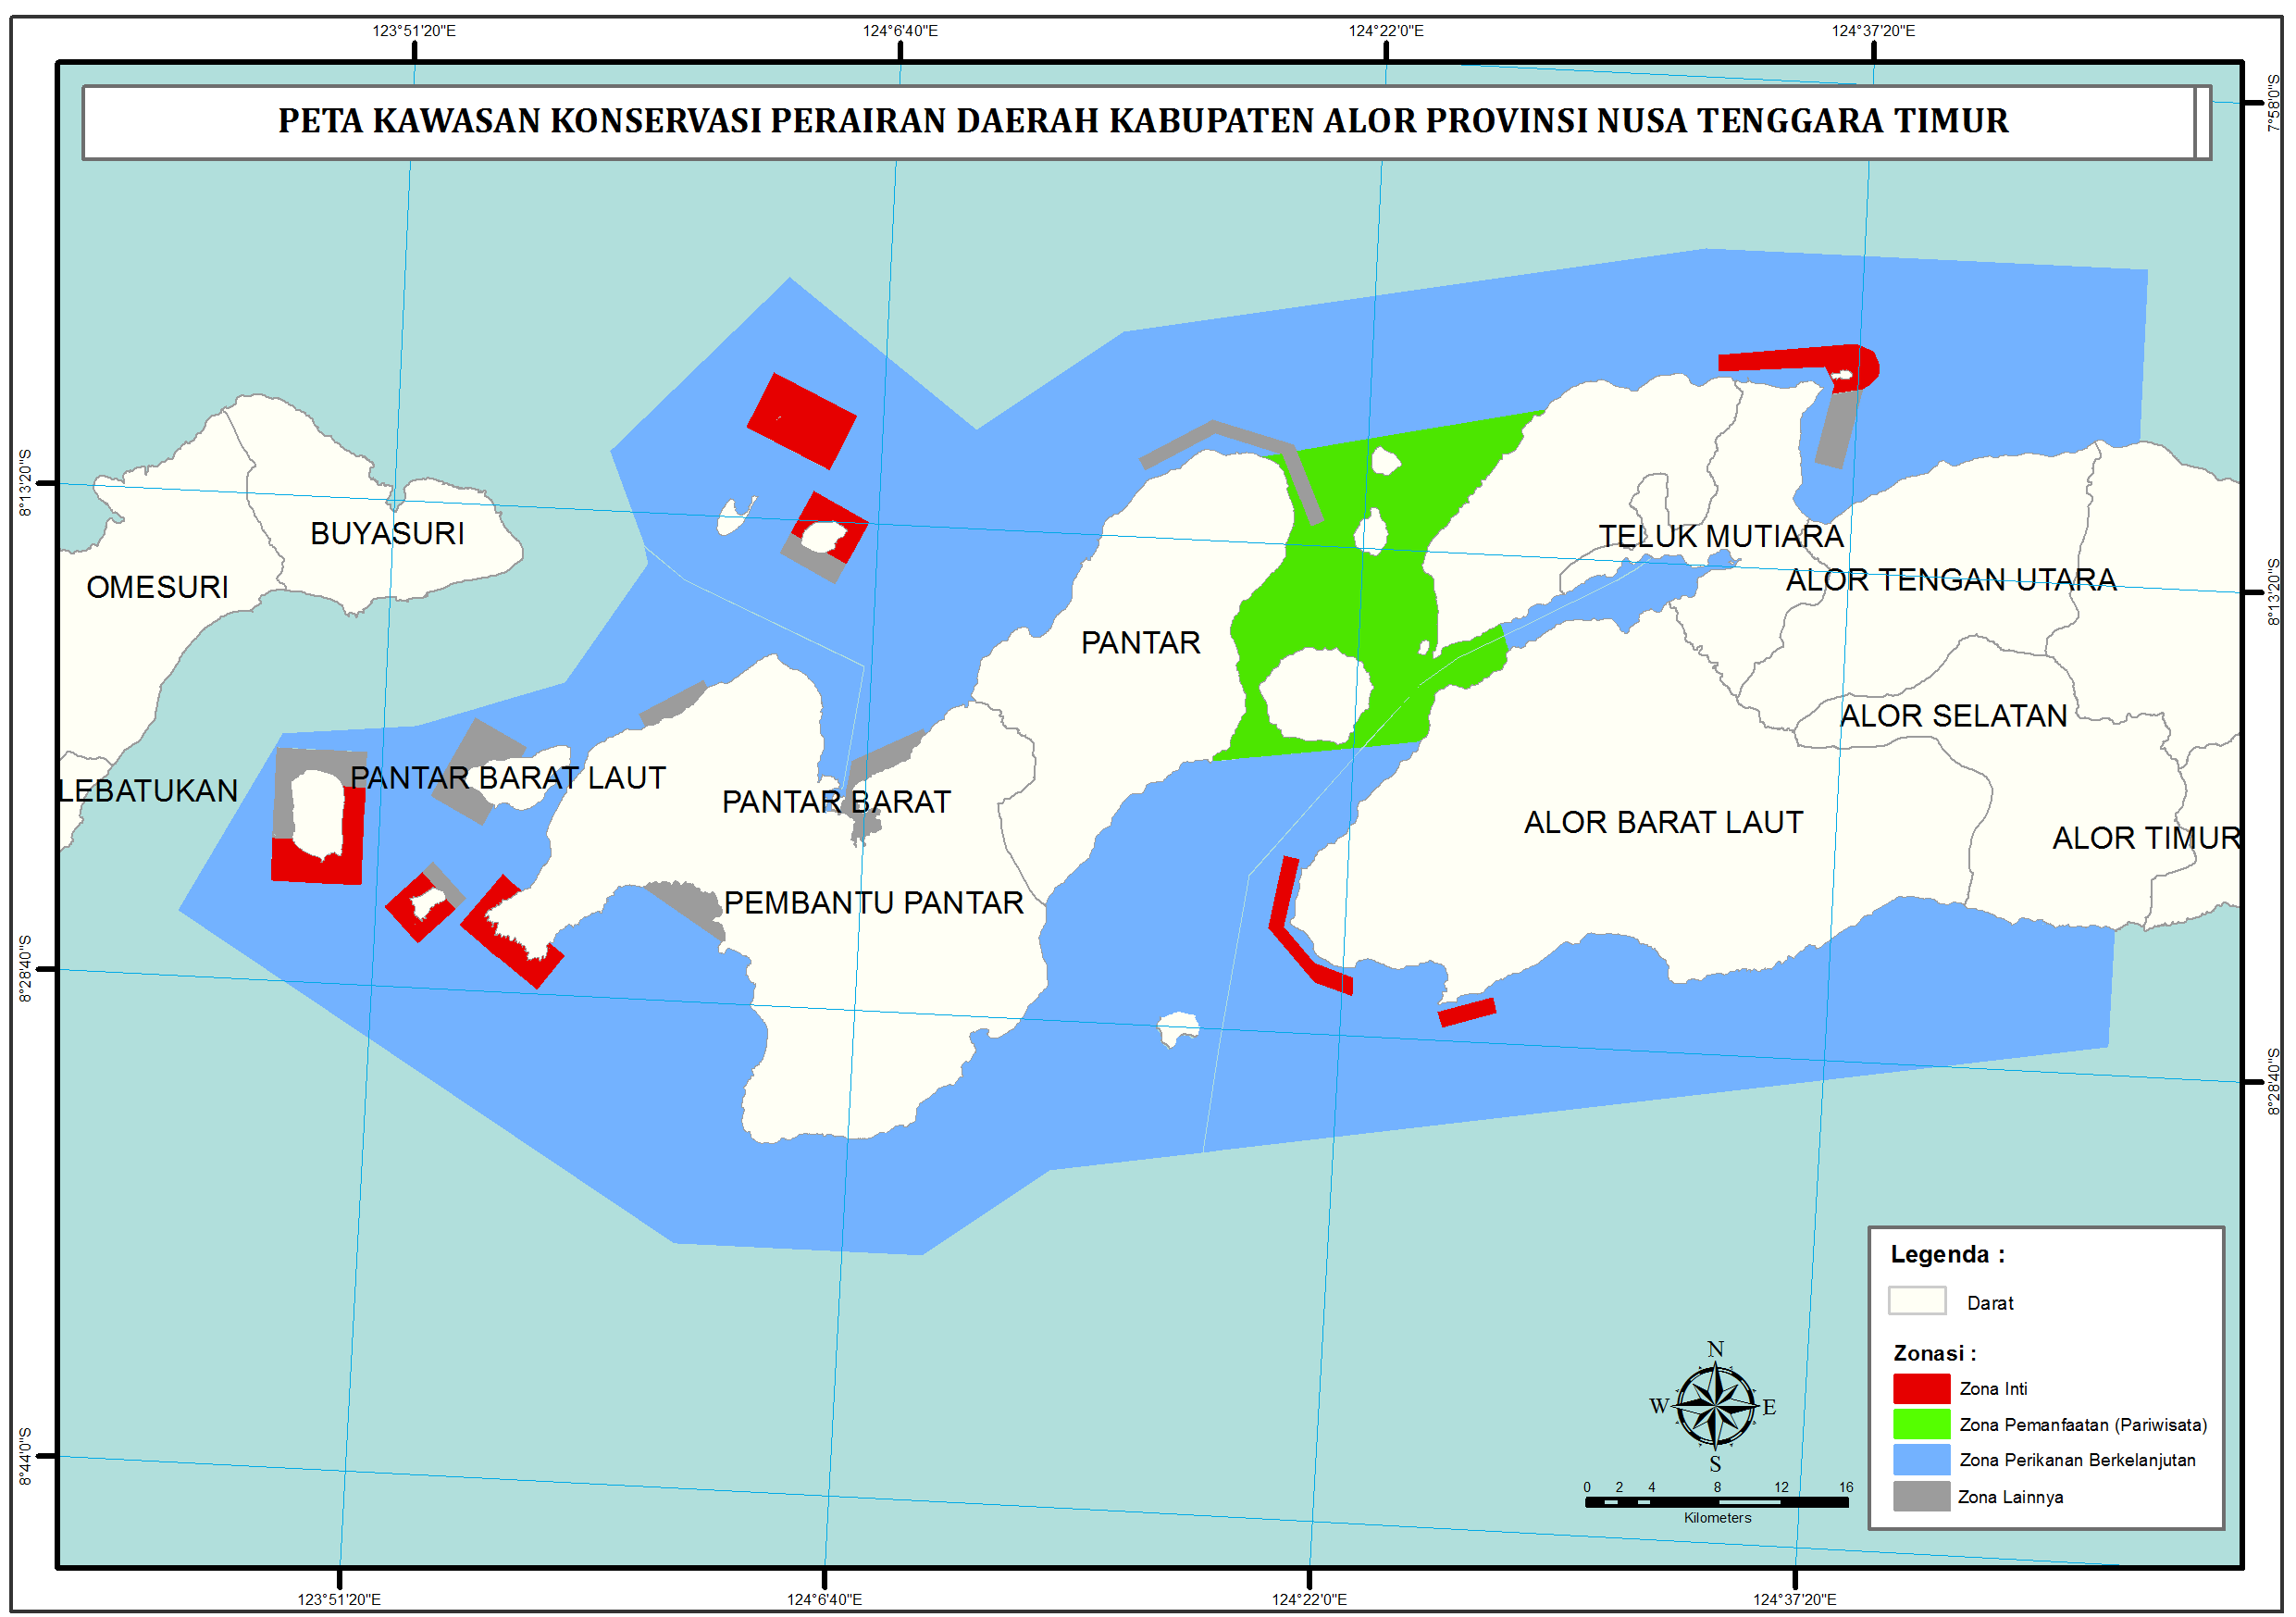 123°51'20"E
124°6'40"E
124°22'0"E
124°37'20"E
7°58'0"S
PETA KAWASAN KONSERVASI PERAIRAN DAERAH KABUPATEN ALOR PROVINSI NUSA TENGGARA TIMUR
8°13'20"S
8°13'20"S
BUYASURI
OMESURI
TELUK MUTIARA
ALOR TENGAN UTARA
PANTAR
ALOR SELATAN
PANTAR BARAT LAUT
LEBATUKAN
PANTAR BARAT
ALOR BARAT LAUT
ALOR TIMUR
PEMBANTU PANTAR
8°28'40"S
8°28'40"S
Legenda :
Darat
Zonasi :
Zona Inti
Zona Pemanfaatan (Pariwisata)
Zona Perikanan Berkelanjutan
Zona Lainnya
N
W
E
S
0 2 4 8 12 16
Kilometers
8°44'0"S
123°51'20"E
124°6'40"E
124°22'0"E
124°37'20"E